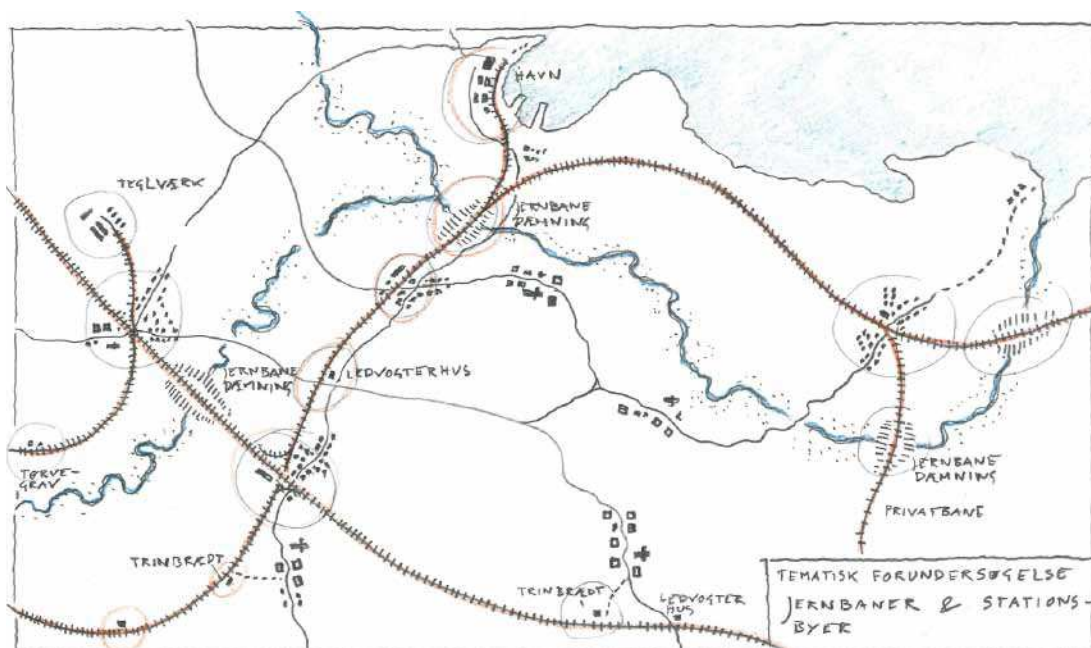 HAVN
TEGLVÆRK
JERNBANE
DÆMNING
JERNBANE
DÆMNING
LEDVOGTERHUS
TØRVE-
GRAV
JERNBANE
DÆMNING
PRIVATBANE
TRINBRÆDT
TRINBRÆDT
LEDVOGTER
HUS
TEMATISK FORUNDERSØGELSE
JERNBANER & STATIONS-
BYER